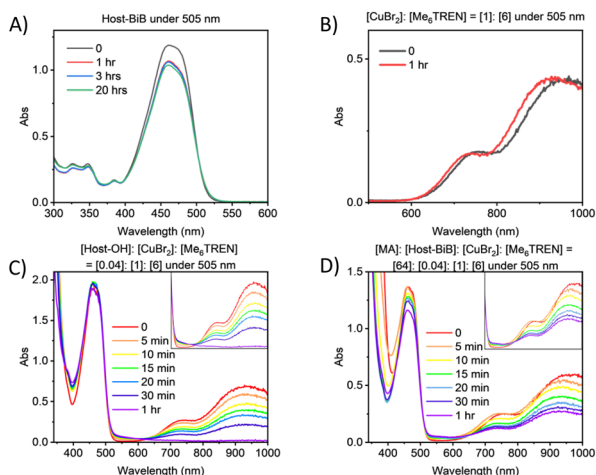 A)
Host-BiB under 505 nm
Abs
1.0
0.5
0.0
0
1 hr
3 hrs
20 hrs
300 350 400 450 500 550 600
Wavelength (nm)
B)
[CuBr2]: [Me6TREN] = [1]: [6] under 505 nm
Abs
0.6
0.4
0.2
0.0
0
1 hr
600 800 1000
Wavelength (nm)
C)
[Host-OH]: [CuBr2]: [Me6TREN]
= [0.04]: [1]: [6] under 505 nm
Abs
2.0
1.5
1.0
0.5
0.0
0
5 min
10 min
15 min
20 min
30 min
1 hr
400 500 600 700 800 900 1000
Wavelength (nm)
D)
[MA]: [Host-BiB]: [CuBr2]: [Me6TREN] =
[64]: [0.04]: [1]: [6] under 505 nm
Abs
1.5
1.0
0.5
0.0
0
5 min
10 min
15 min
20 min
30 min
1 hr
400 500 600 700 800 900 1000
Wavelength (nm)